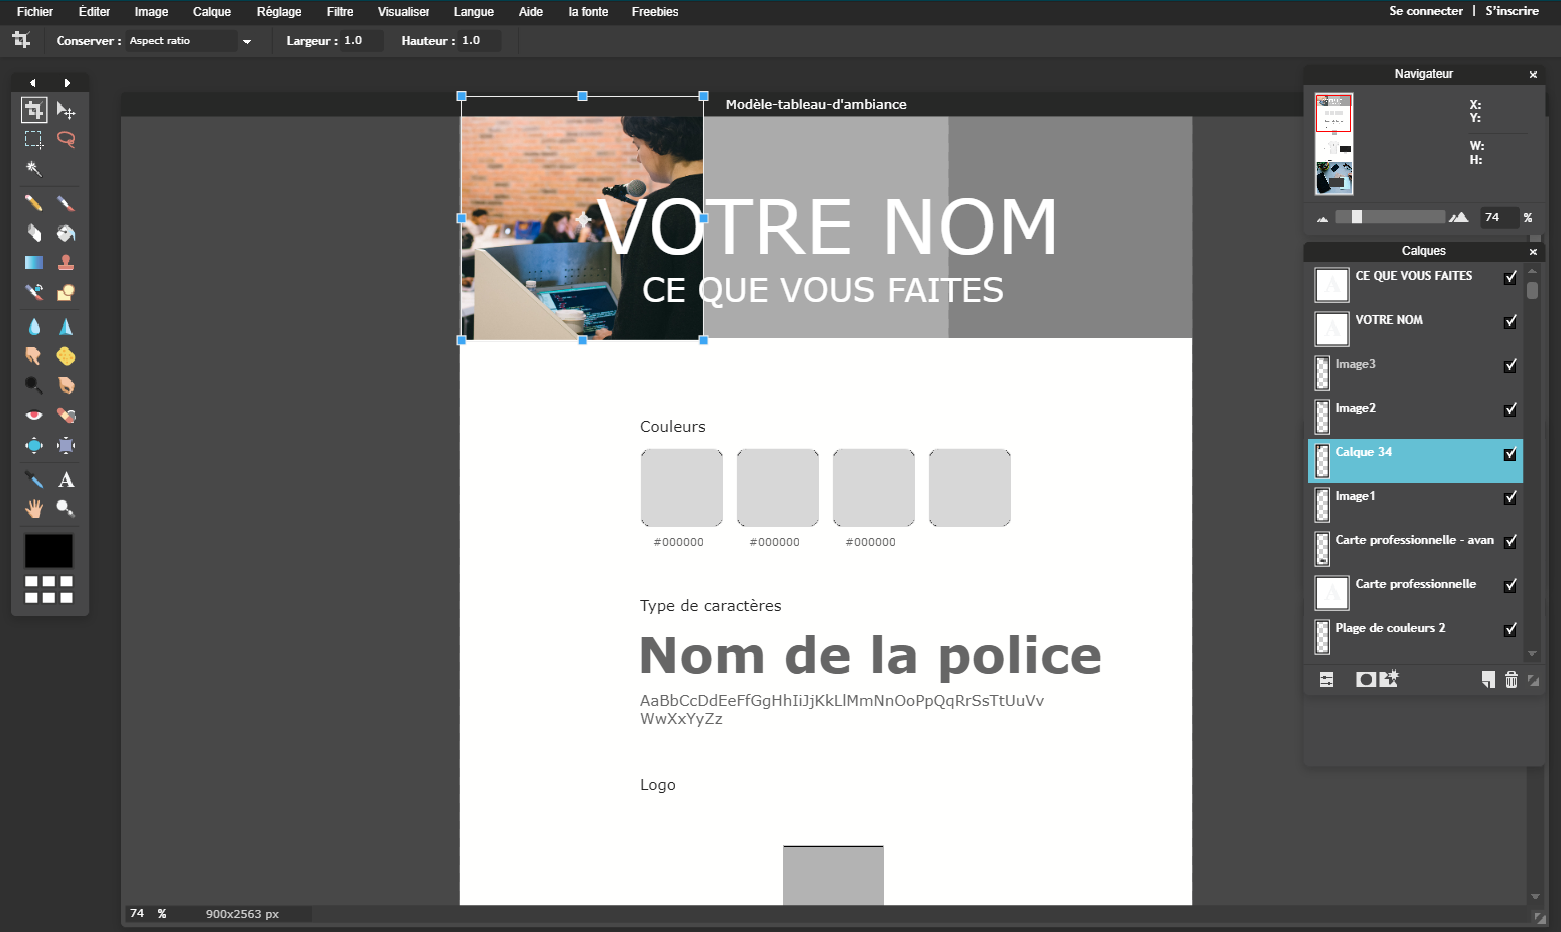 Fichier Éditer Image Calque Réglage Filtre Visualiser Langue Aide la fonte Freebies Se connecter | S'inscrire
Conserver : Aspect ratio Largeur : 1.0 Hauteur : 1.0
Navigateur
X:
Y:
W:
H:
74 %
Modèle-tableau-d'ambiance
VOTRE NOM
CE QUE VOUS FAITES
Couleurs
#000000 #000000 #000000
Type de caractères
Nom de la police
AaBbCcDdEeFfGgHhIiJjKkLlMmNnOoPpQqRrSsTtUuVv
WwXxYyZz
Logo
Calques
CE QUE VOUS FAITES
VOTRE NOM
Image3
Image2
Calque 34
Image1
Carte professionnelle - avan
Carte professionnelle
Plage de couleurs 2
74 % 900x2563 px